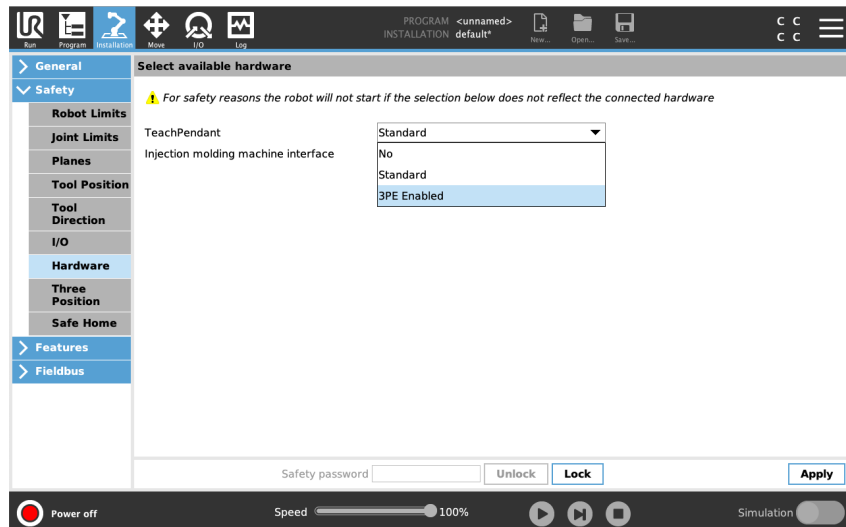 PROGRAM <unnamed>
INSTALLATION default*
UR
Run
Program
Installation
Move
I/O
Log
New...
Open...
Save...
C C
C C
General
Safety
Robot Limits
Joint Limits
Planes
Tool Position
Tool
Direction
I/O
Hardware
Three
Position
Safe Home
Features
Fieldbus
Select available hardware
For safety reasons the robot will not start if the selection below does not reflect the connected hardware
TeachPendant
Standard
Injection molding machine interface
No
Standard
3PE Enabled
Safety password
Unlock
Lock
Apply
Power off
Speed
100%
Simulation